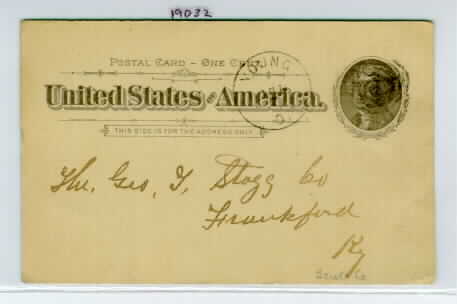 19032
POSTAL CARD – ONE CENT.
United States of America.
THIS SIDE IS FOR THE ADDRESS ONLY.
The Geo. T. Stagg Co
Frankford
Ky